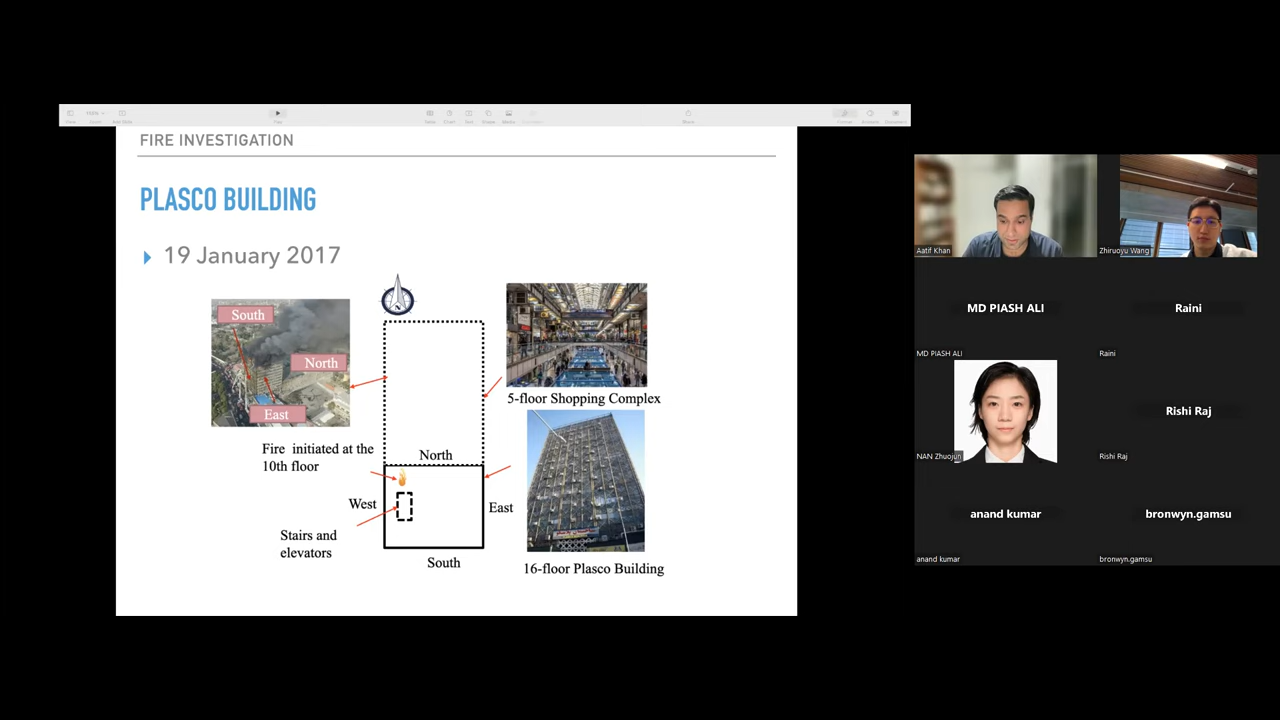 FIRE INVESTIGATION
PLASCO BUILDING
19 January 2017
South
North
East
N
5-floor Shopping Complex
Fire initiated at the
10th floor
North
West
East
Stairs and
elevators
South
16-floor Plasco Building
Aatif Khan
Zhiruoyu Wang
MD PIASH ALI
MD PIASH ALI
Raini
Raini
NAN Zhuojun
Rishi Raj
Rishi Raj
anand kumar
anand kumar
bronwyn.gamsu
bronwyn.gamsu